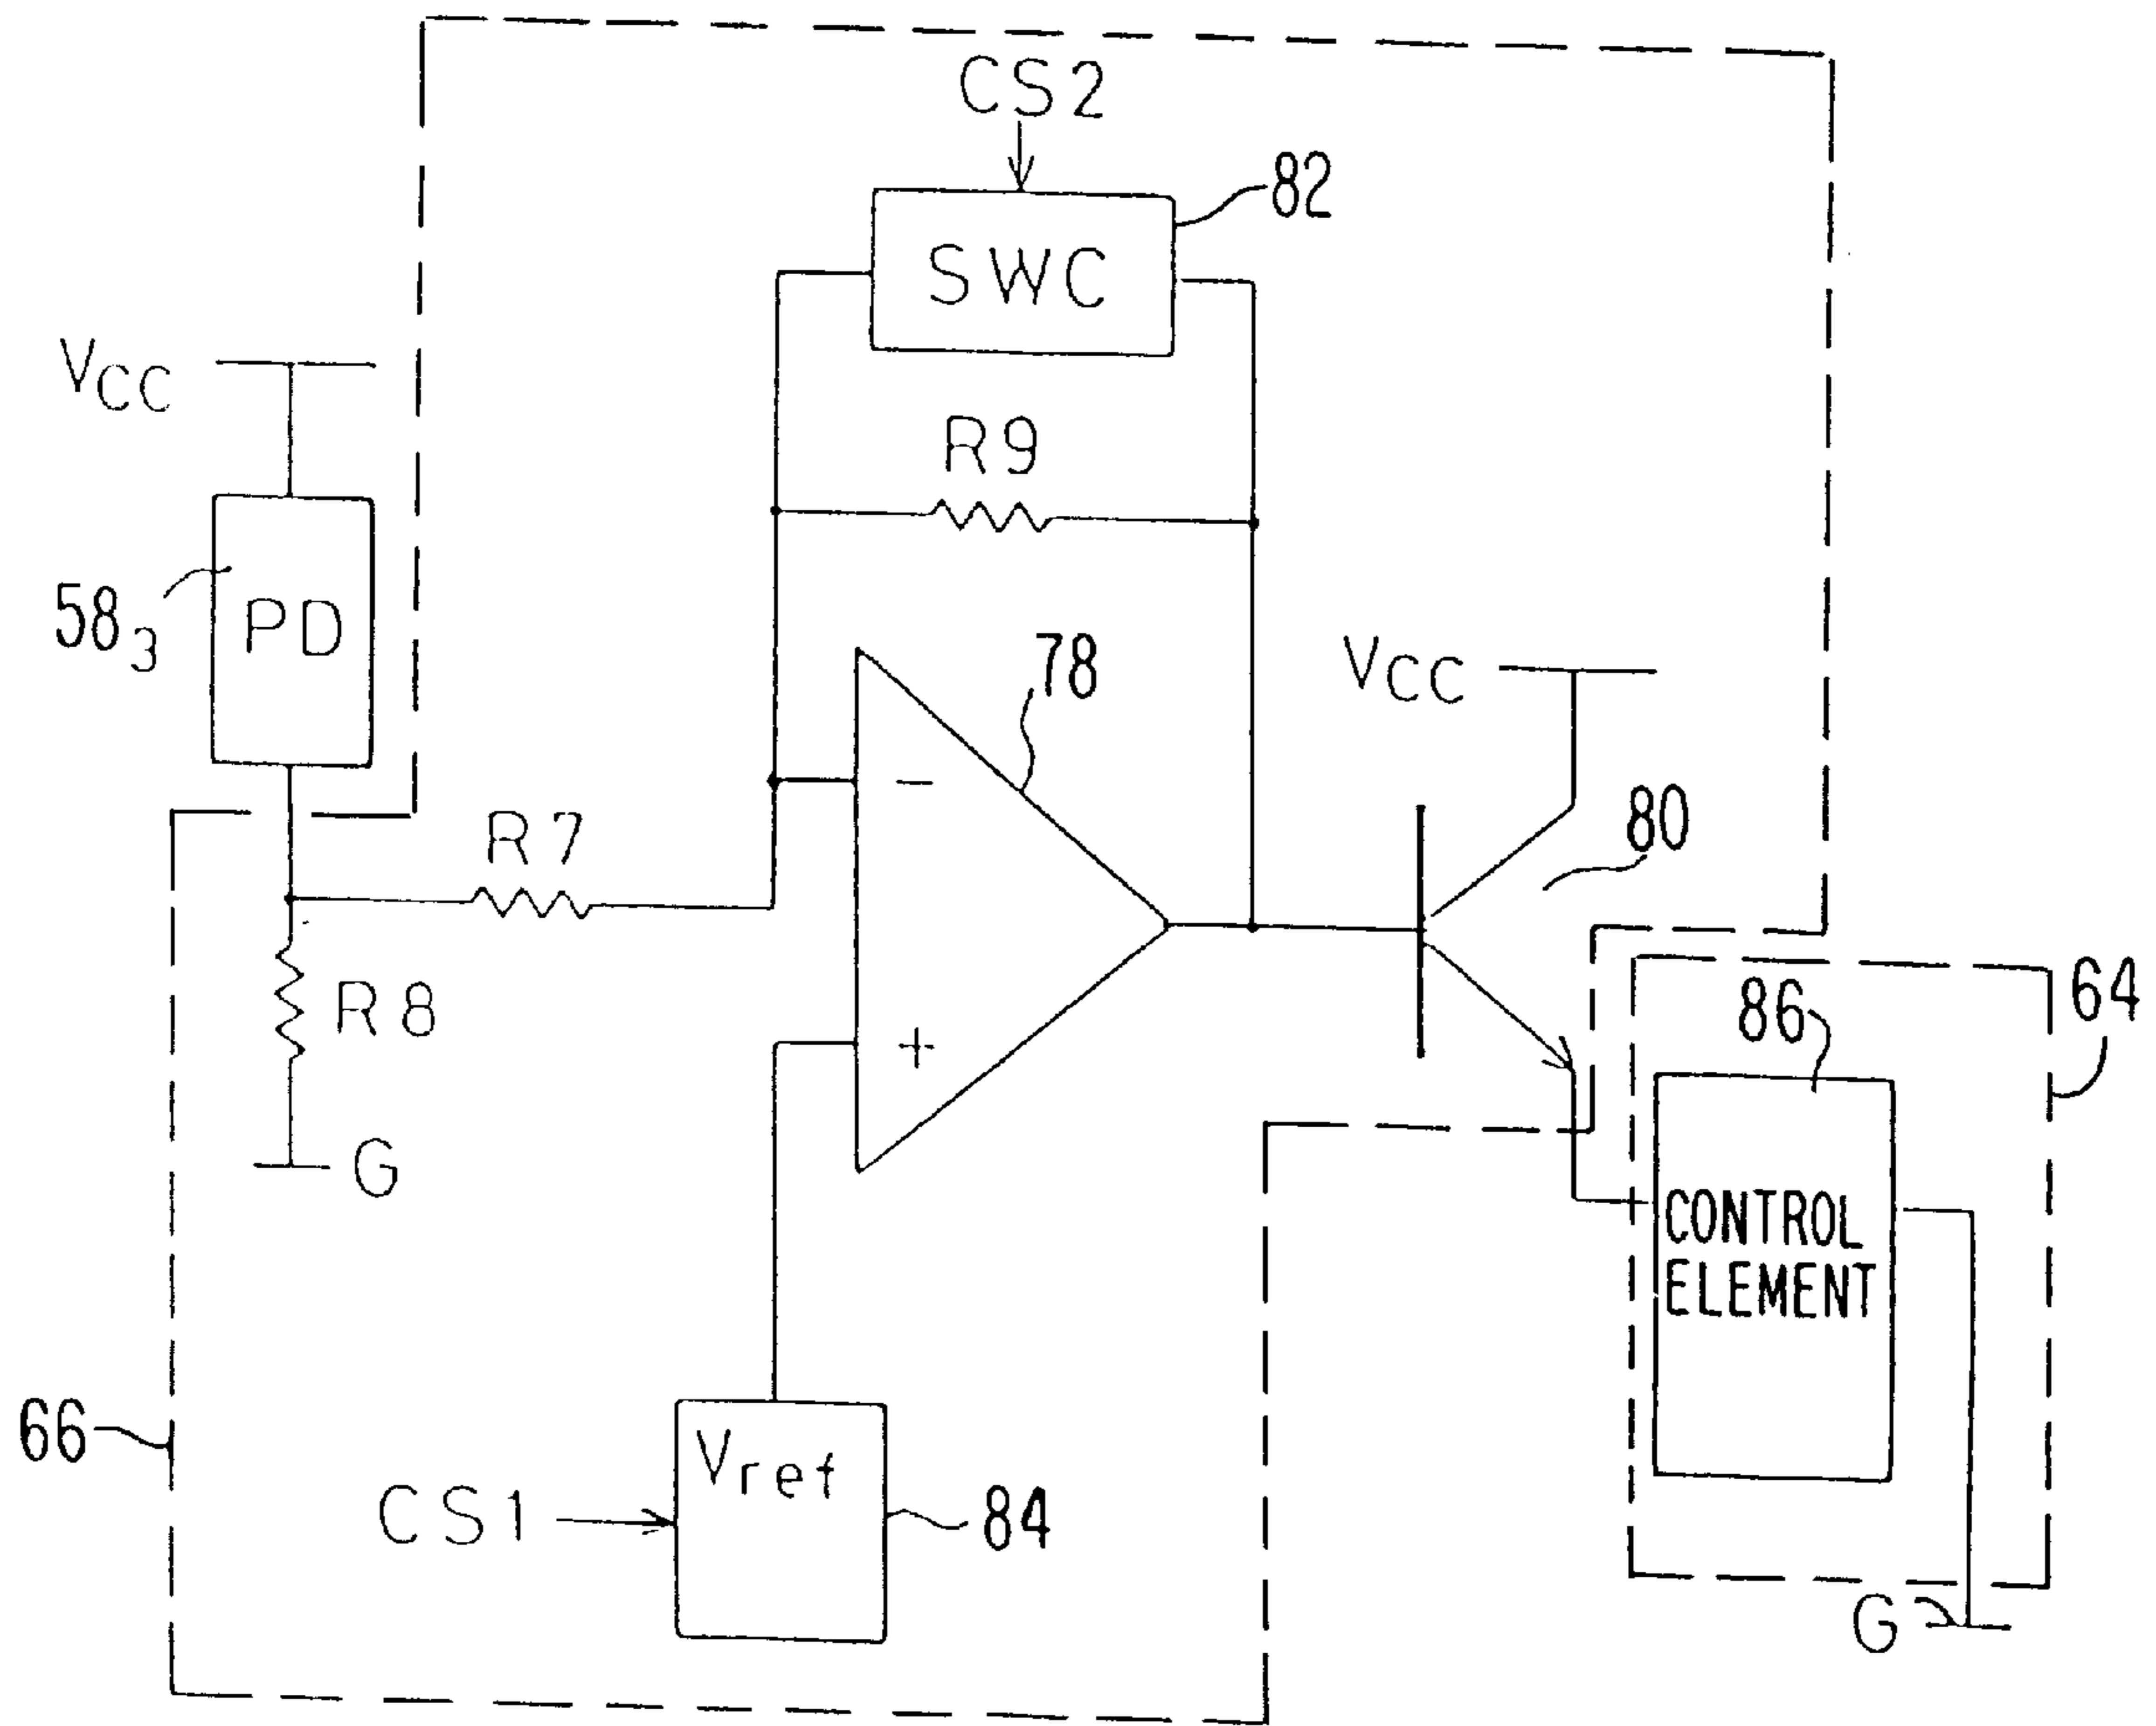 CS2
82
SWC
VCC
R9
583
PD
78
VCC
80
R7
-
64
86
R8
+
G
CONTROL
ELEMENT
66
Vref
CS1
84
G